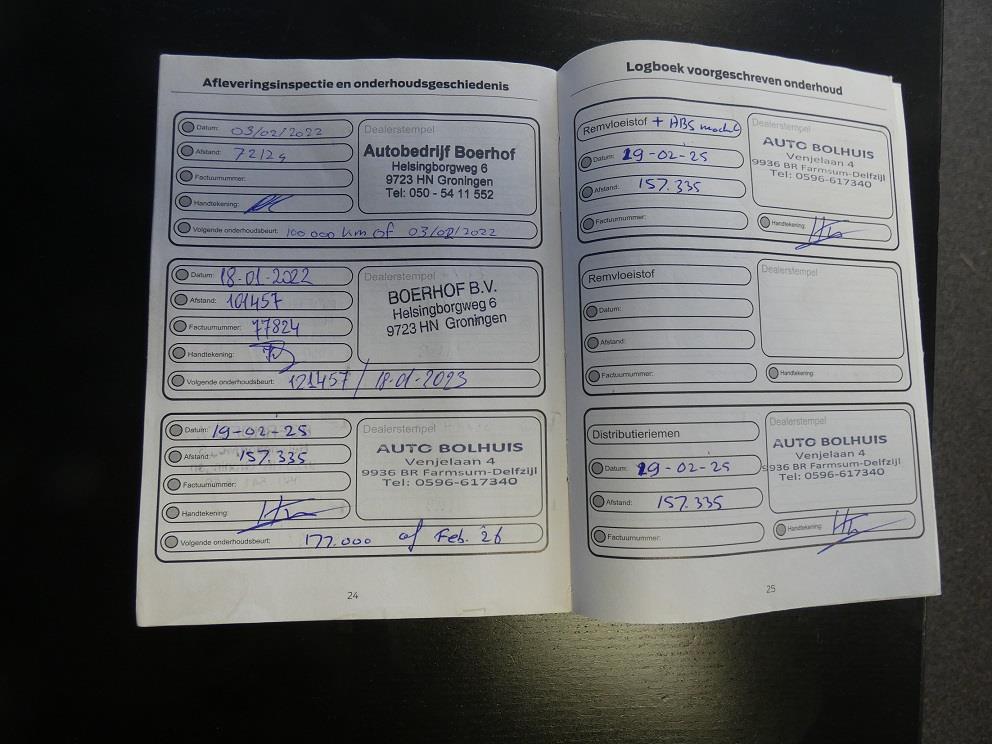 Afleveringsinspectie en onderhoudsgeschiedenis
Datum: 03/02/2022
Afstand: 72124
Factuurnummer:
Handtekening:
Dealerstempel
Autobedrijf Boerhof
Helsingborgweg 6
9723 HN Groningen
Tel: 050 - 54 11 552
Volgende onderhoudsbeurt: 100 000 km of 03/02/2022
Datum: 18-01-2022
Afstand: 101457
Factuurnummer: 77824
Handtekening:
Dealerstempel
BOERHOF B.V.
Helsingborgweg 6
9723 HN Groningen
Volgende onderhoudsbeurt: 121457 / 18-01-2023
Datum: 19-02-25
Afstand: 157.335
Factuurnummer:
Handtekening:
Dealerstempel
AUTO BOLHUIS
Venjelaan 4
9936 BR Farmsum-Delfzijl
Tel: 0596-617340
Volgende onderhoudsbeurt: 177.000 of Feb. 26
24
Logboek voorgeschreven onderhoud
Remvloeistof + ABS module
Datum: 19-02-25
Afstand: 157.335
Factuurnummer:
Dealerstempel
AUTO BOLHUIS
Venjelaan 4
9936 BR Farmsum-Delfzijl
Tel: 0596-617340
Handtekening:
Remvloeistof
Datum:
Afstand:
Factuurnummer:
Dealerstempel
Handtekening:
Distributieriemen
Datum: 19-02-25
Afstand: 157.335
Factuurnummer:
Dealerstempel
AUTO BOLHUIS
Venjelaan 4
9936 BR Farmsum-Delfzijl
Tel: 0596-617340
Handtekening:
25